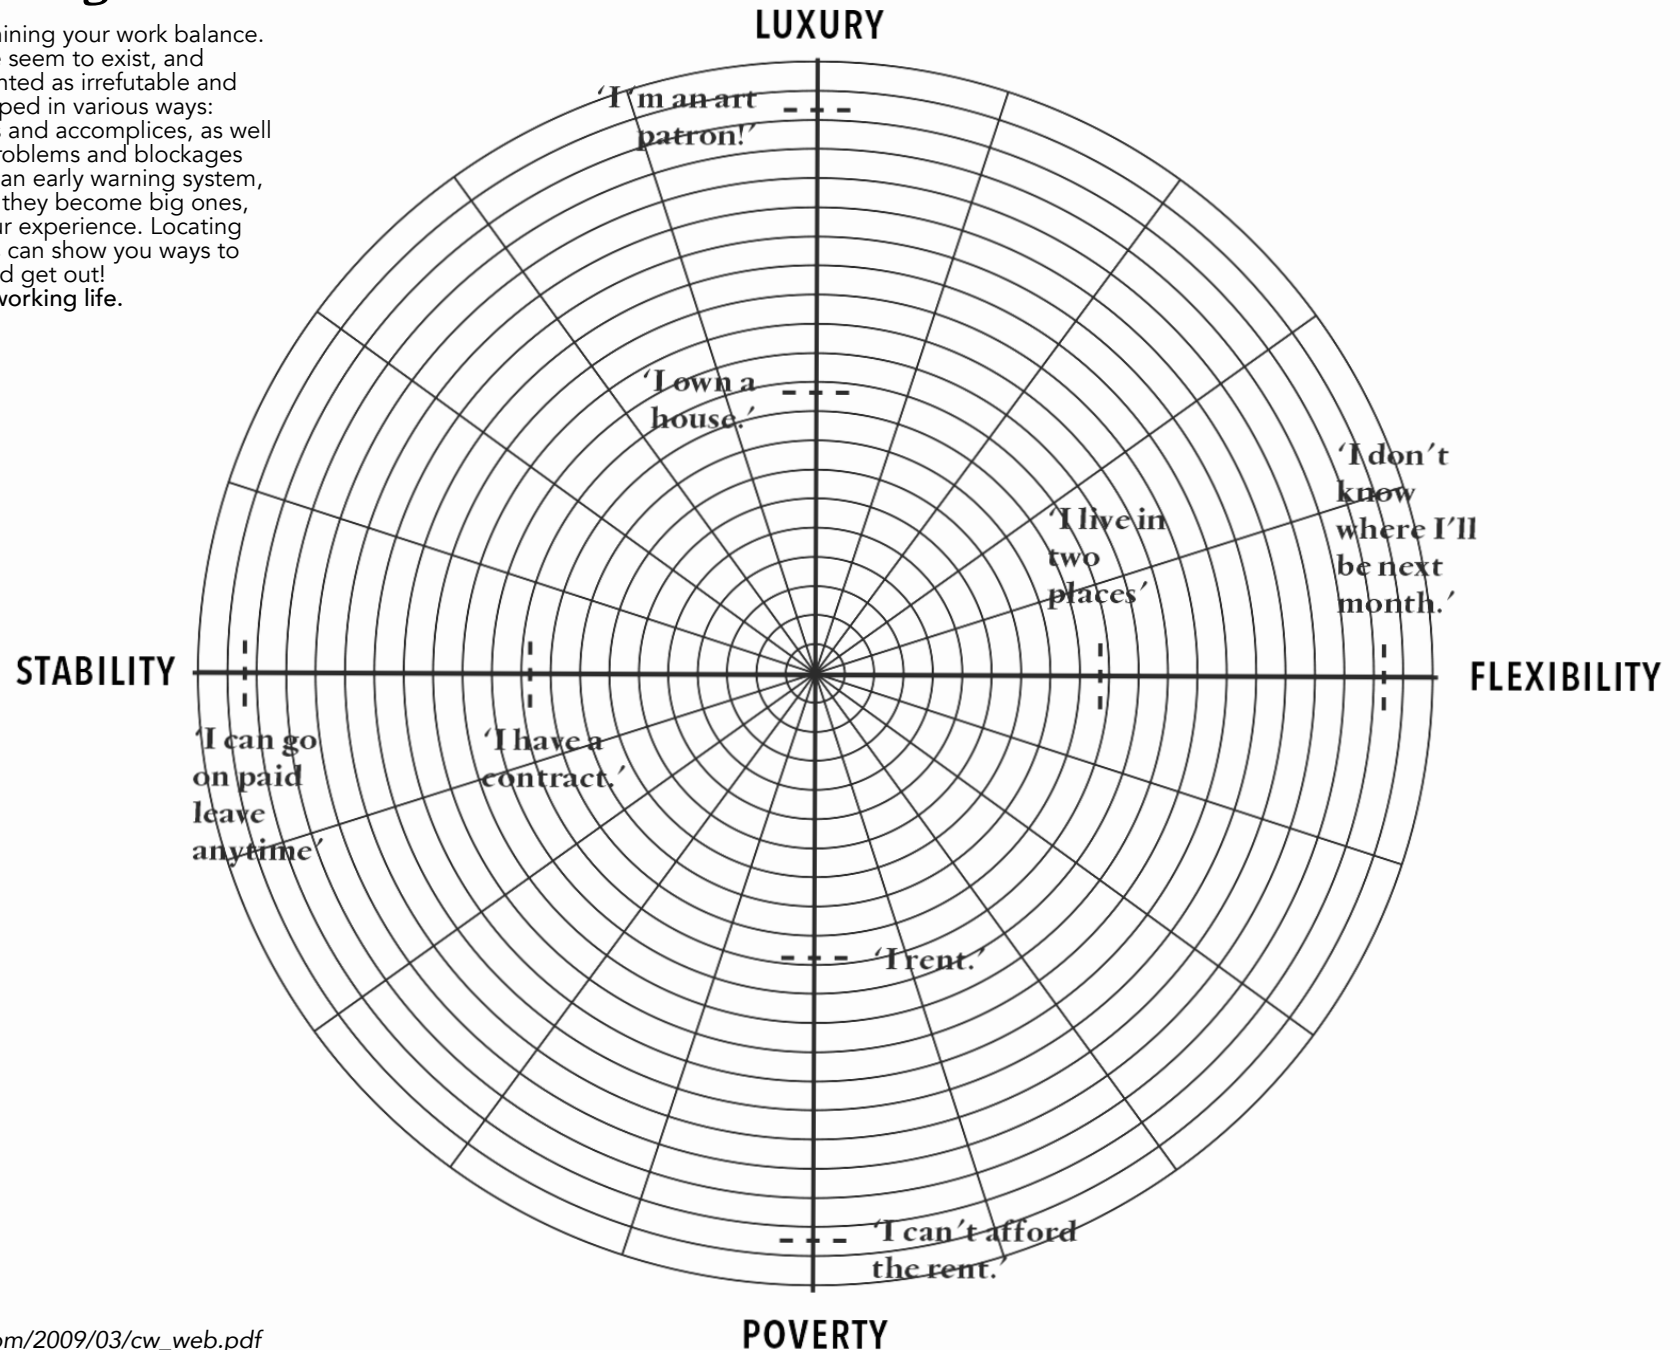 ining your work balance.
seem to exist, and
nted as irrefutable and
ped in various ways:
and accomplices, as well
roblems and blockages
an early warning system,
they become big ones,
ur experience. Locating
can show you ways to
d get out!
working life.
LUXURY
‘I‘m an art
patron!’
‘I own a
house.’
‘I don’t
know
where I’ll
be next
month.’
‘I live in
two
places’
STABILITY
FLEXIBILITY
‘I can go
on paid
leave
anytime’
‘I have a
contract.’
‘I rent.’
‘I can’t afford
the rent.’
POVERTY
om/2009/03/cw_web.pdf